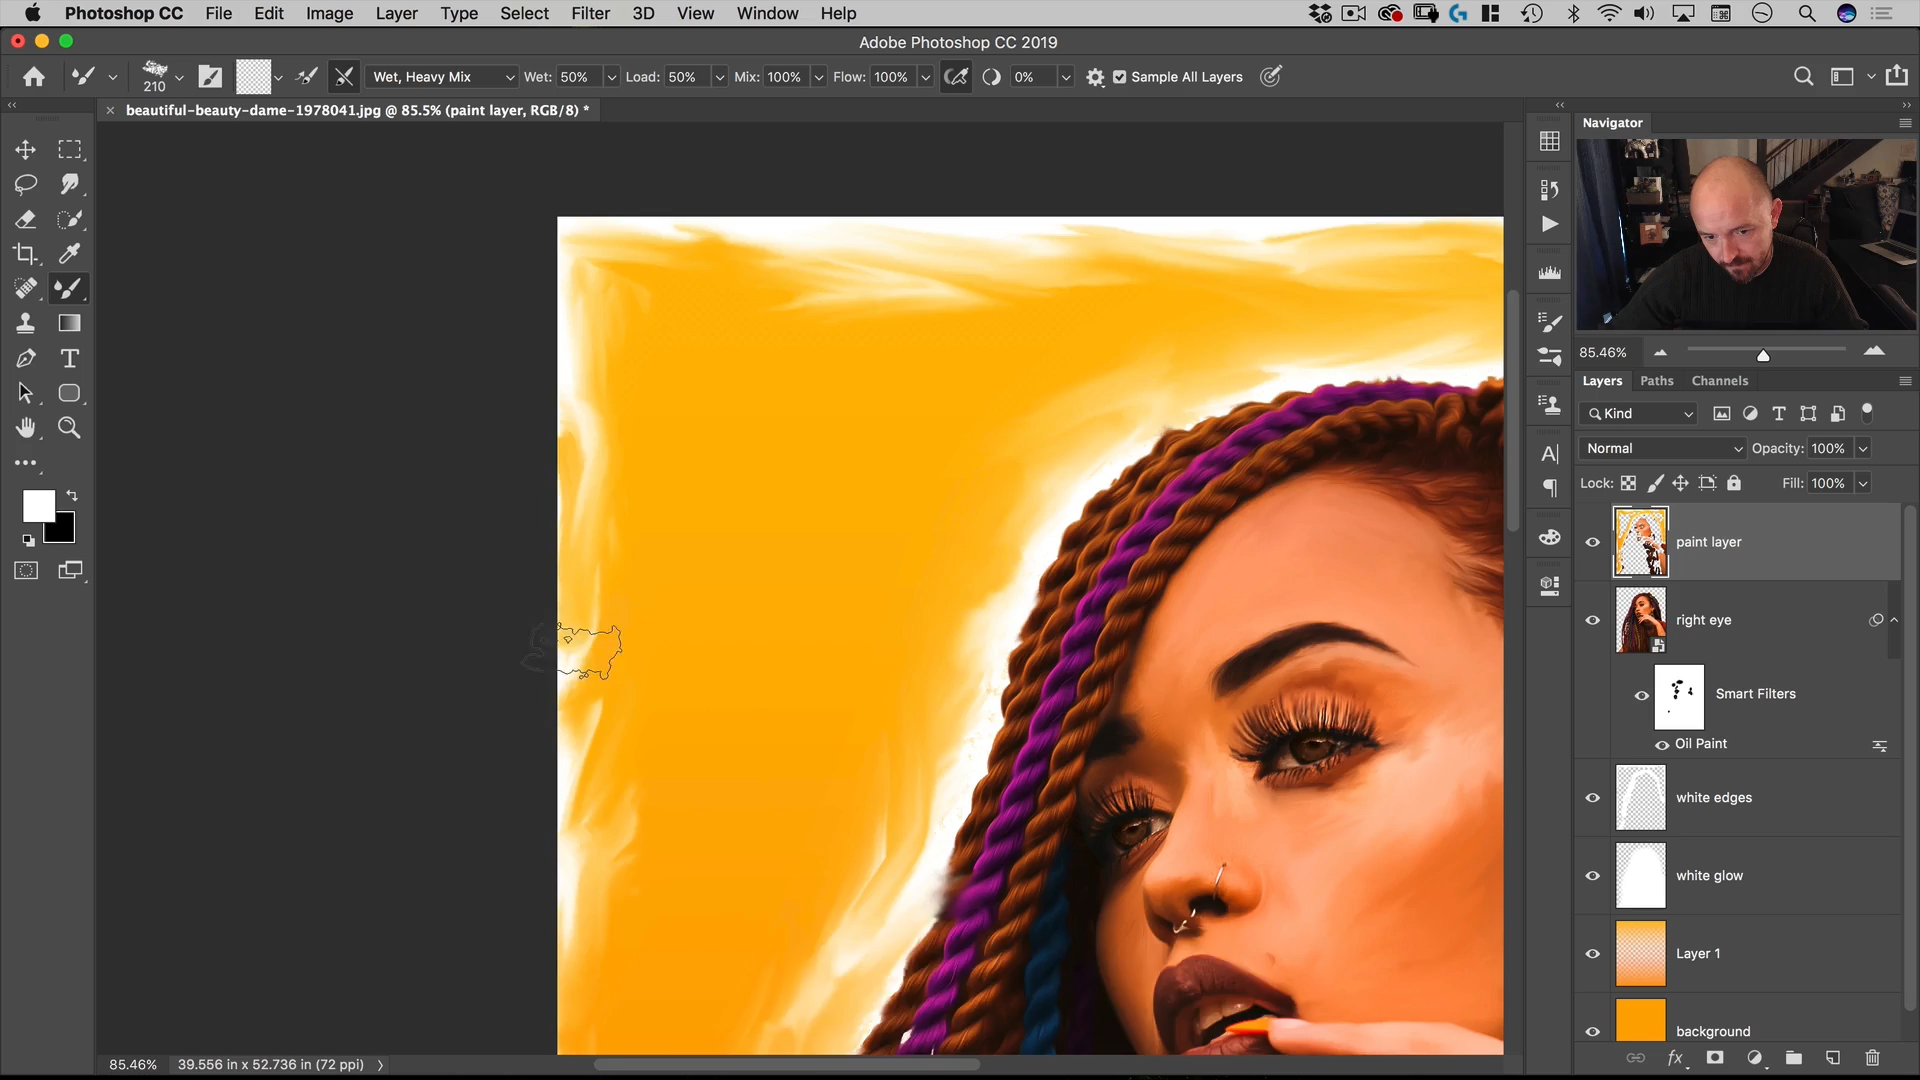 Photoshop CC File Edit Image Layer Type Select Filter 3D View Window Help
Adobe Photoshop CC 2019
210 Wet, Heavy Mix Wet: 50% Load: 50% Mix: 100% Flow: 100% 0% Sample All Layers
× beautiful-beauty-dame-1978041.jpg @ 85.5% (paint layer, RGB/8) *
Navigator
85.46%
Layers Paths Channels
Kind
Normal Opacity: 100%
Lock: Fill: 100%
paint layer
right eye
Smart Filters
Oil Paint
white edges
white glow
Layer 1
background
85.46% 39.556 in x 52.736 in (72 ppi)